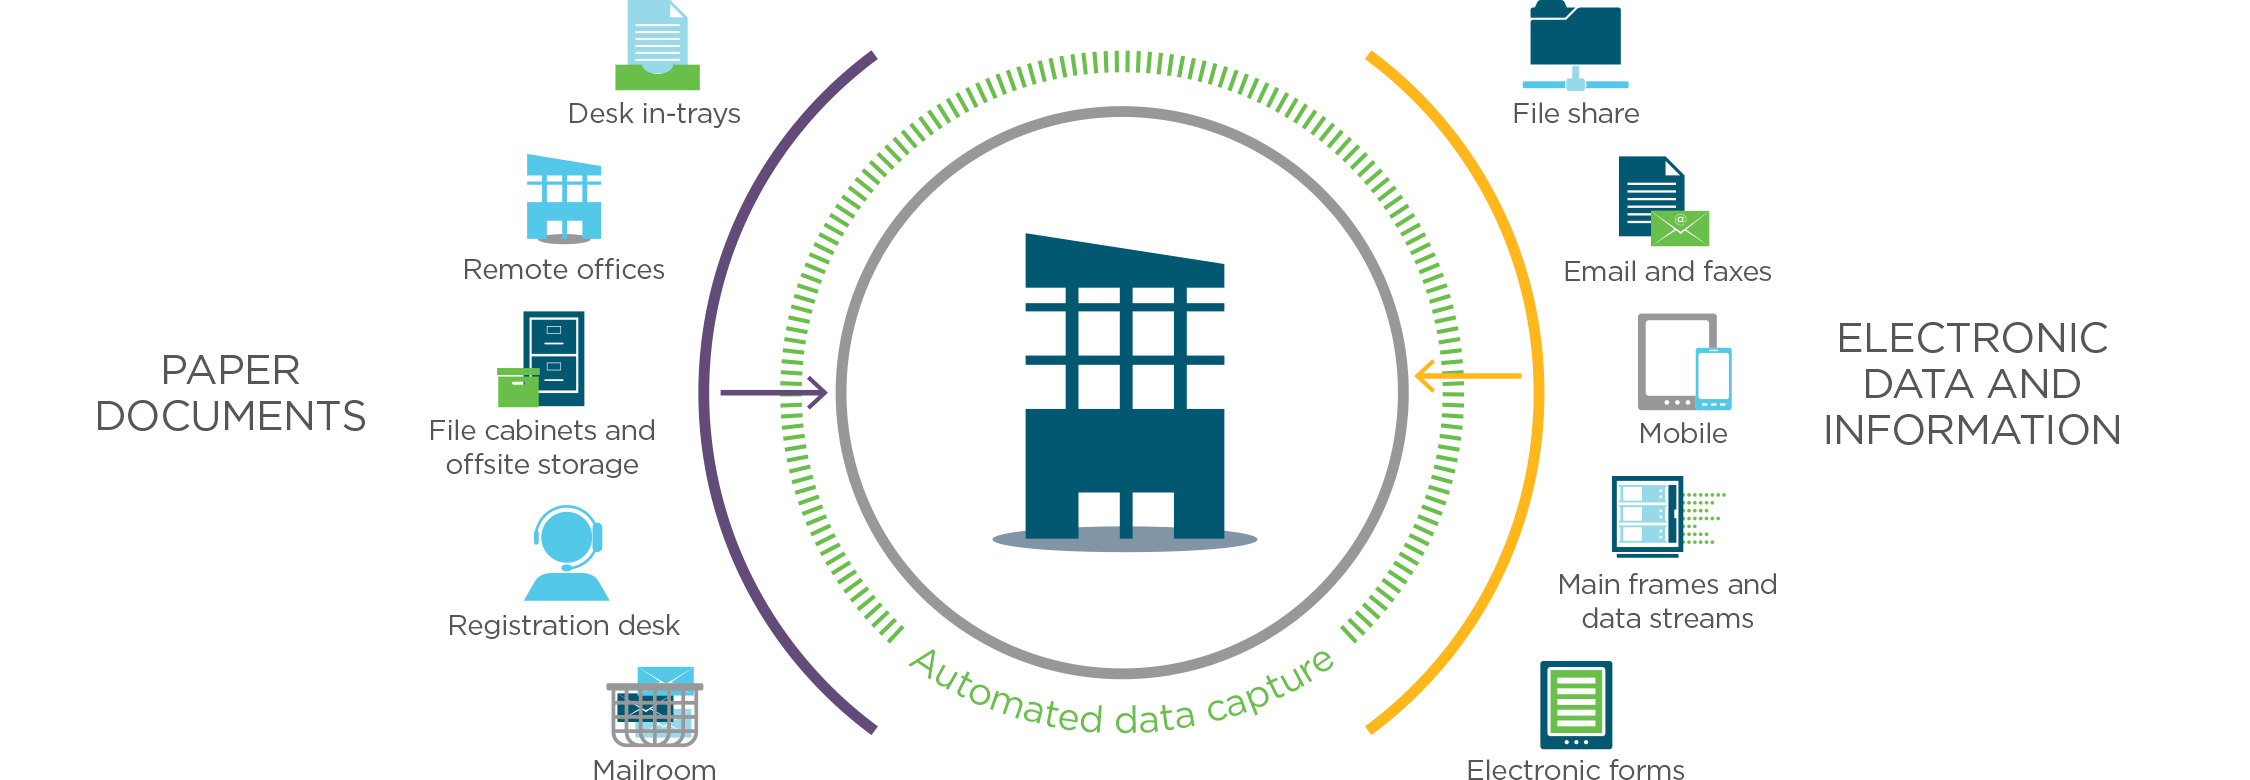 PAPER
DOCUMENTS
Desk in-trays
Remote offices
File cabinets and
offsite storage
Registration desk
Mailroom
Automated data capture
File share
@
Email and faxes
Mobile
Main frames and
data streams
Electronic forms
ELECTRONIC
DATA AND
INFORMATION